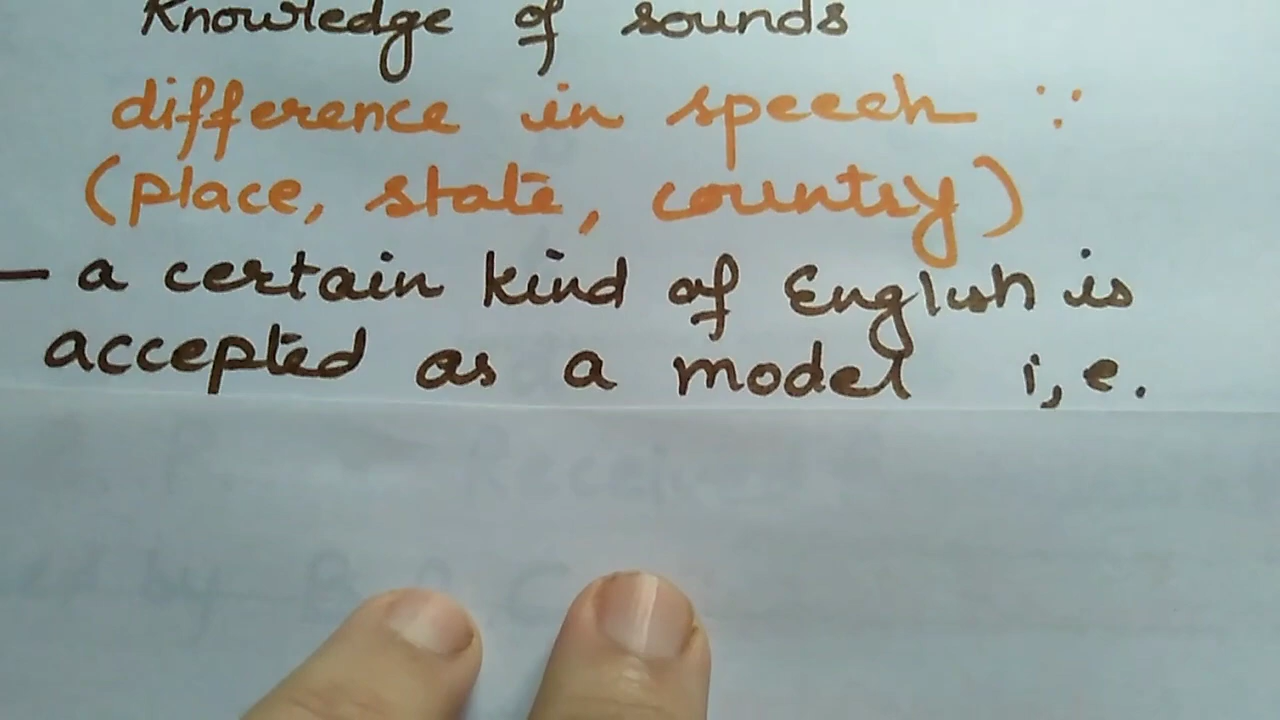 Knowledge of sounds
difference in speech ∵
(place, state, country)
— a certain kind of English is
accepted as a model i,e.